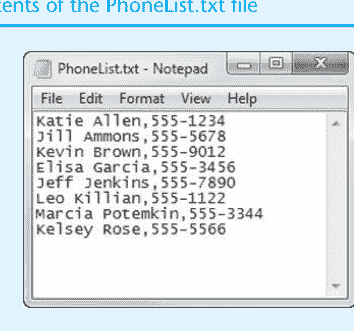 tents of the PhoneList.txt file
PhoneList.txt - Notepad
File Edit Format View Help
Katie Allen,555-1234
Jill Ammons,555-5678
Kevin Brown,555-9012
Elisa Garcia,555-3456
Jeff Jenkins,555-7890
Leo Killian,555-1122
Marcia Potemkin,555-3344
Kelsey Rose,555-5566